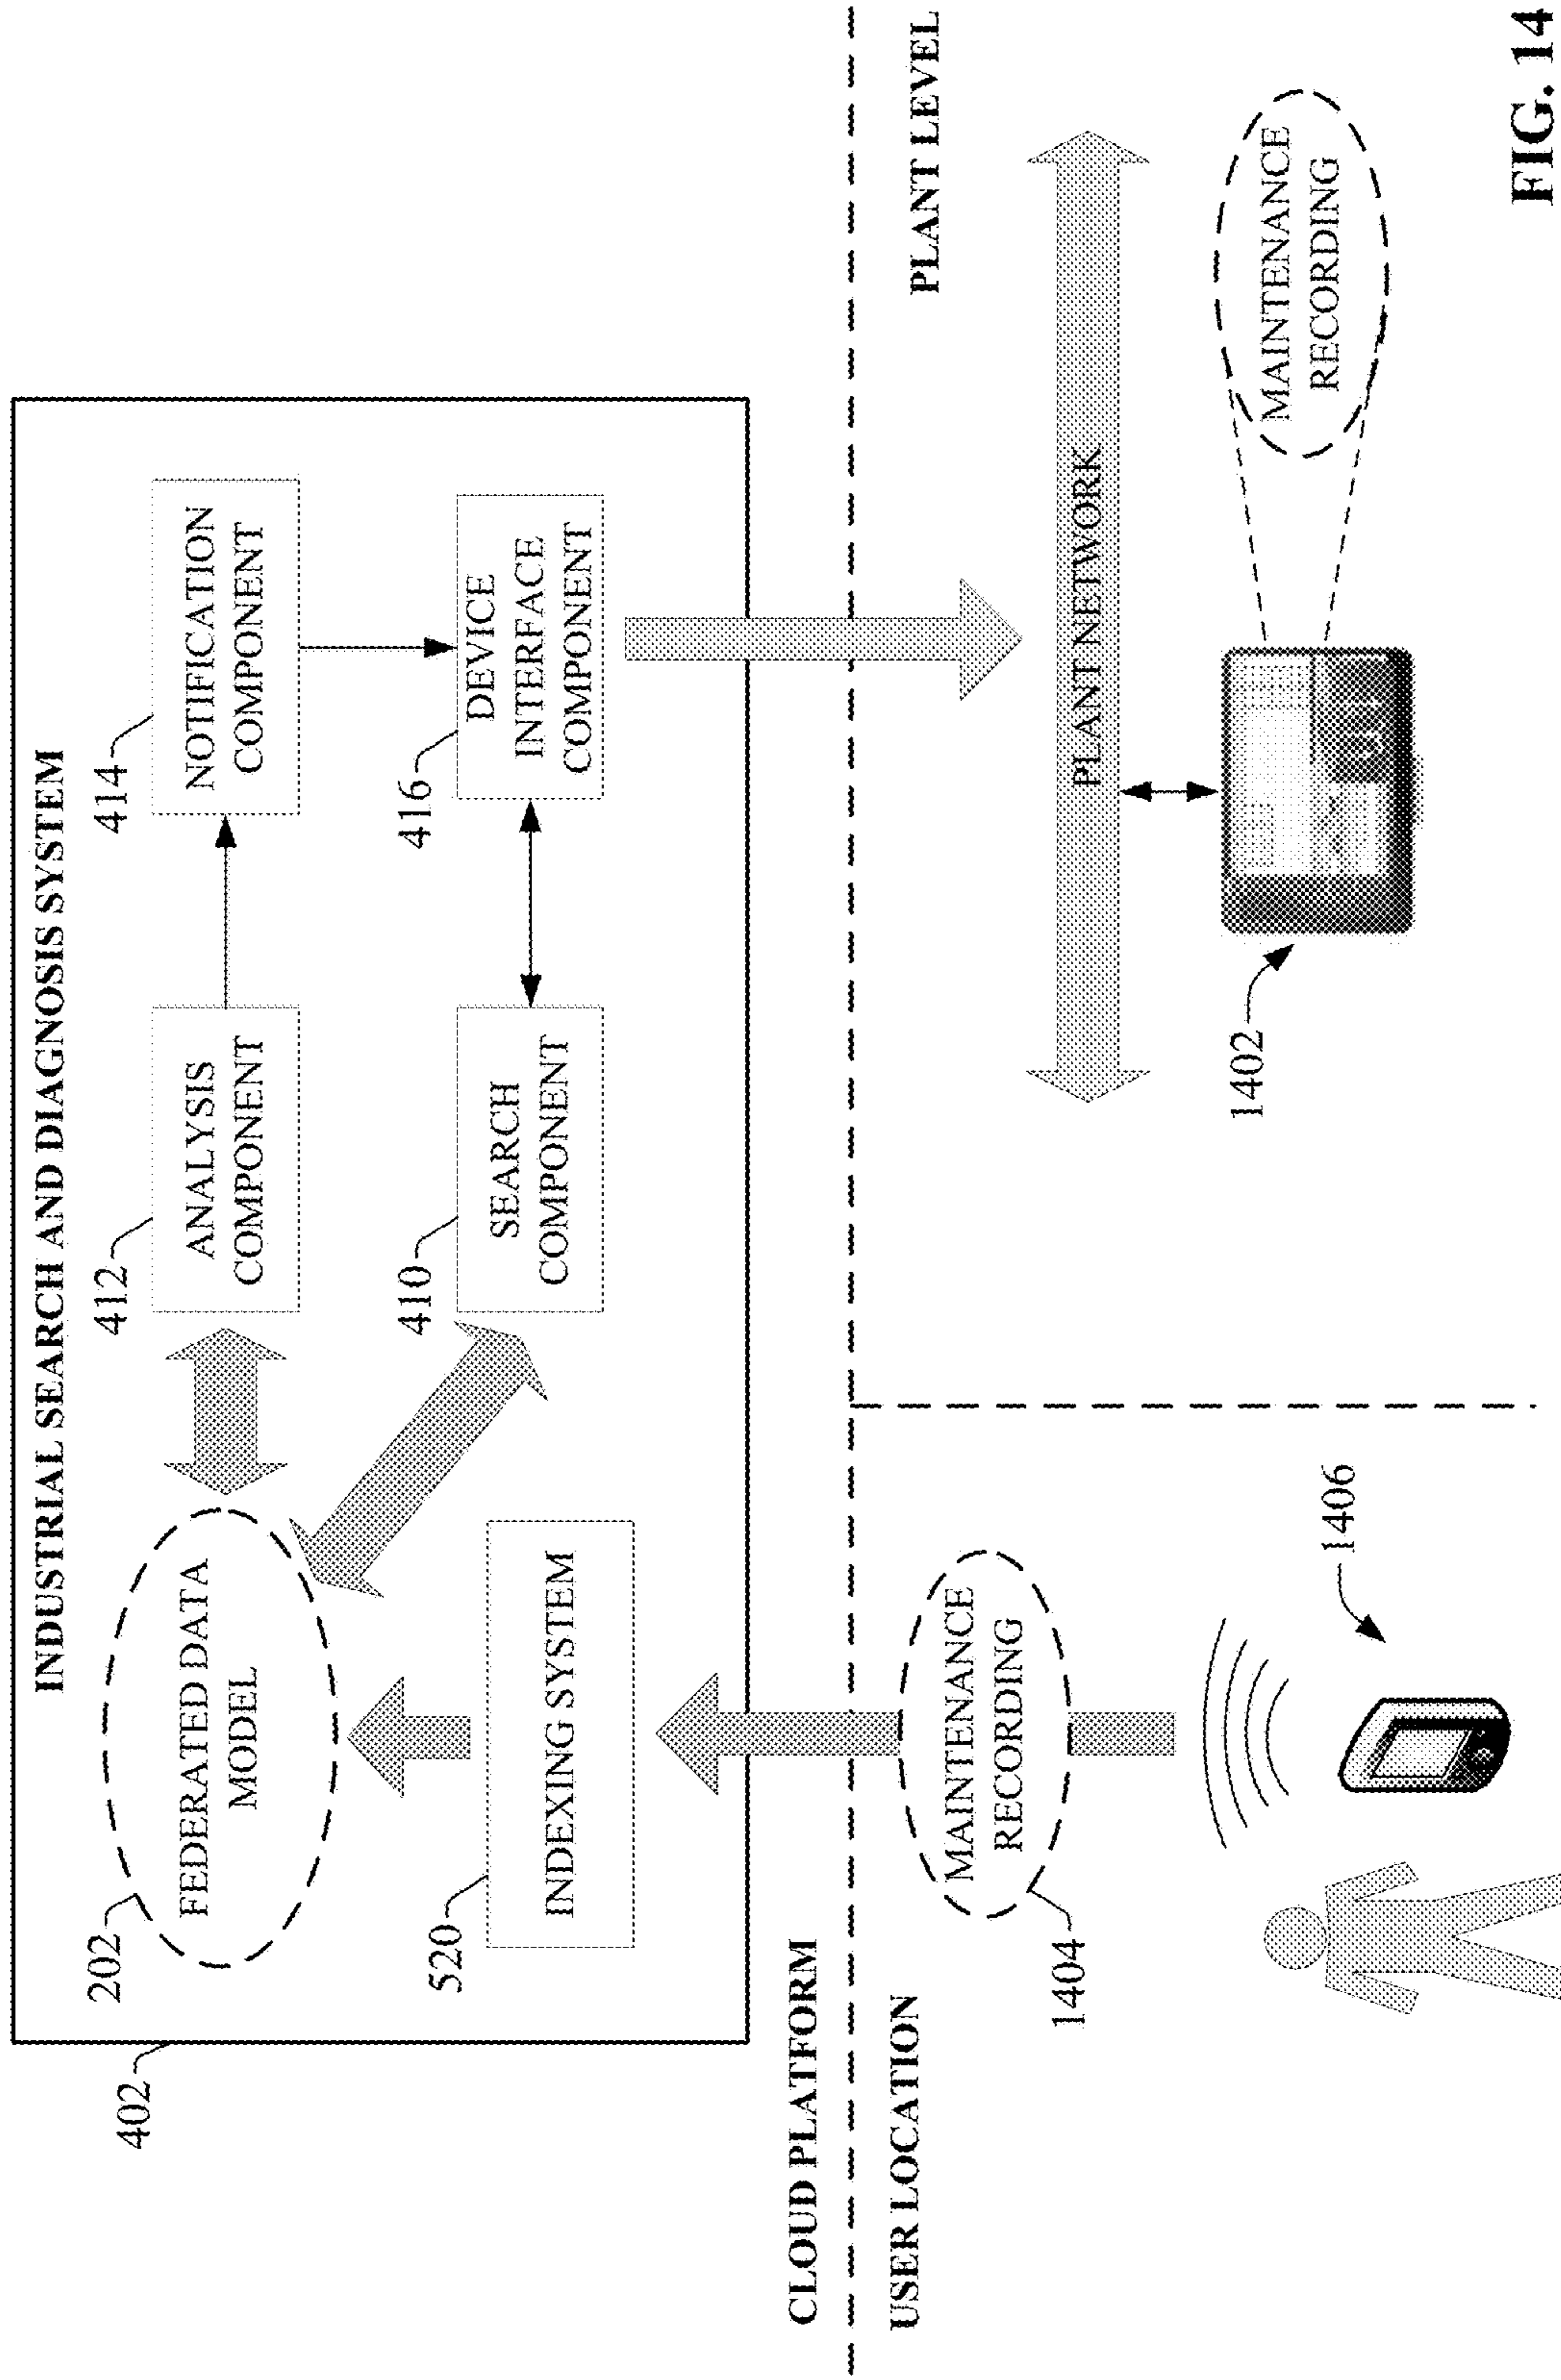 INDUSTRIAL SEARCH AND DIAGNOSIS SYSTEM
402
202
FEDERATED DATA
MODEL
412
ANALYSIS
COMPONENT
414
NOTIFICATION
COMPONENT
520
INDEXING SYSTEM
410
SEARCH
COMPONENT
416
DEVICE
INTERFACE
COMPONENT
CLOUD PLATFORM
USER LOCATION
MAINTENANCE
RECORDING
1404
1406
PLANT LEVEL
PLANT NETWORK
1402
MAINTENANCE
RECORDING
FIG. 14